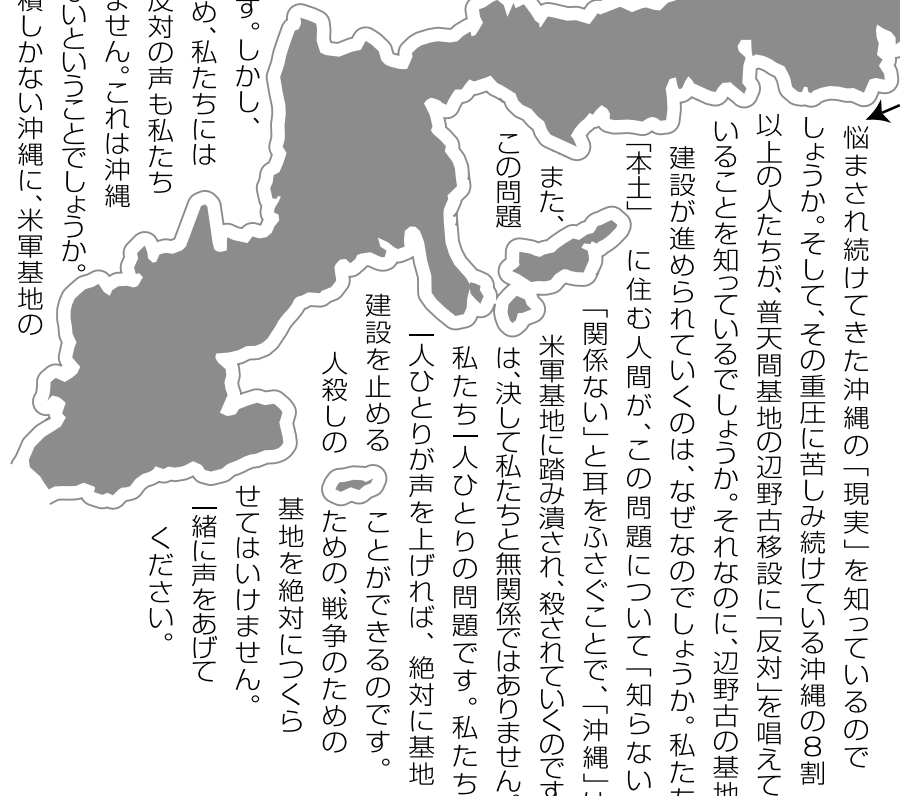 悩まされ続けてきた沖縄の「現実」を知っているので
しょうか。そして、その重圧に苦しみ続けている沖縄の8割
以上の人たちが、普天間基地の辺野古移設に「反対」を唱えて
いることを知っているでしょうか。それなのに、辺野古の基地
建設が進められていくのは、なぜなのでしょうか。私た
「本土」に住む人間が、この問題について「知らない
「関係ない」と耳をふさぐことで、「沖縄」は
また、米軍基地に踏み潰され、殺されていくのです
この問題は、決して私たちと無関係ではありません。
私たち一人ひとりの問題です。私たち
一人ひとりが声を上げれば、絶対に基地
建設を止めることができるのです。
人殺しのための、戦争のための
基地を絶対につくら
せてはいけません。
一緒に声をあげて
ください。
す。しかし、
め、私たちには
反対の声も私たち
ません。これは沖縄
いということでしょうか。
積しかない沖縄に、米軍基地の